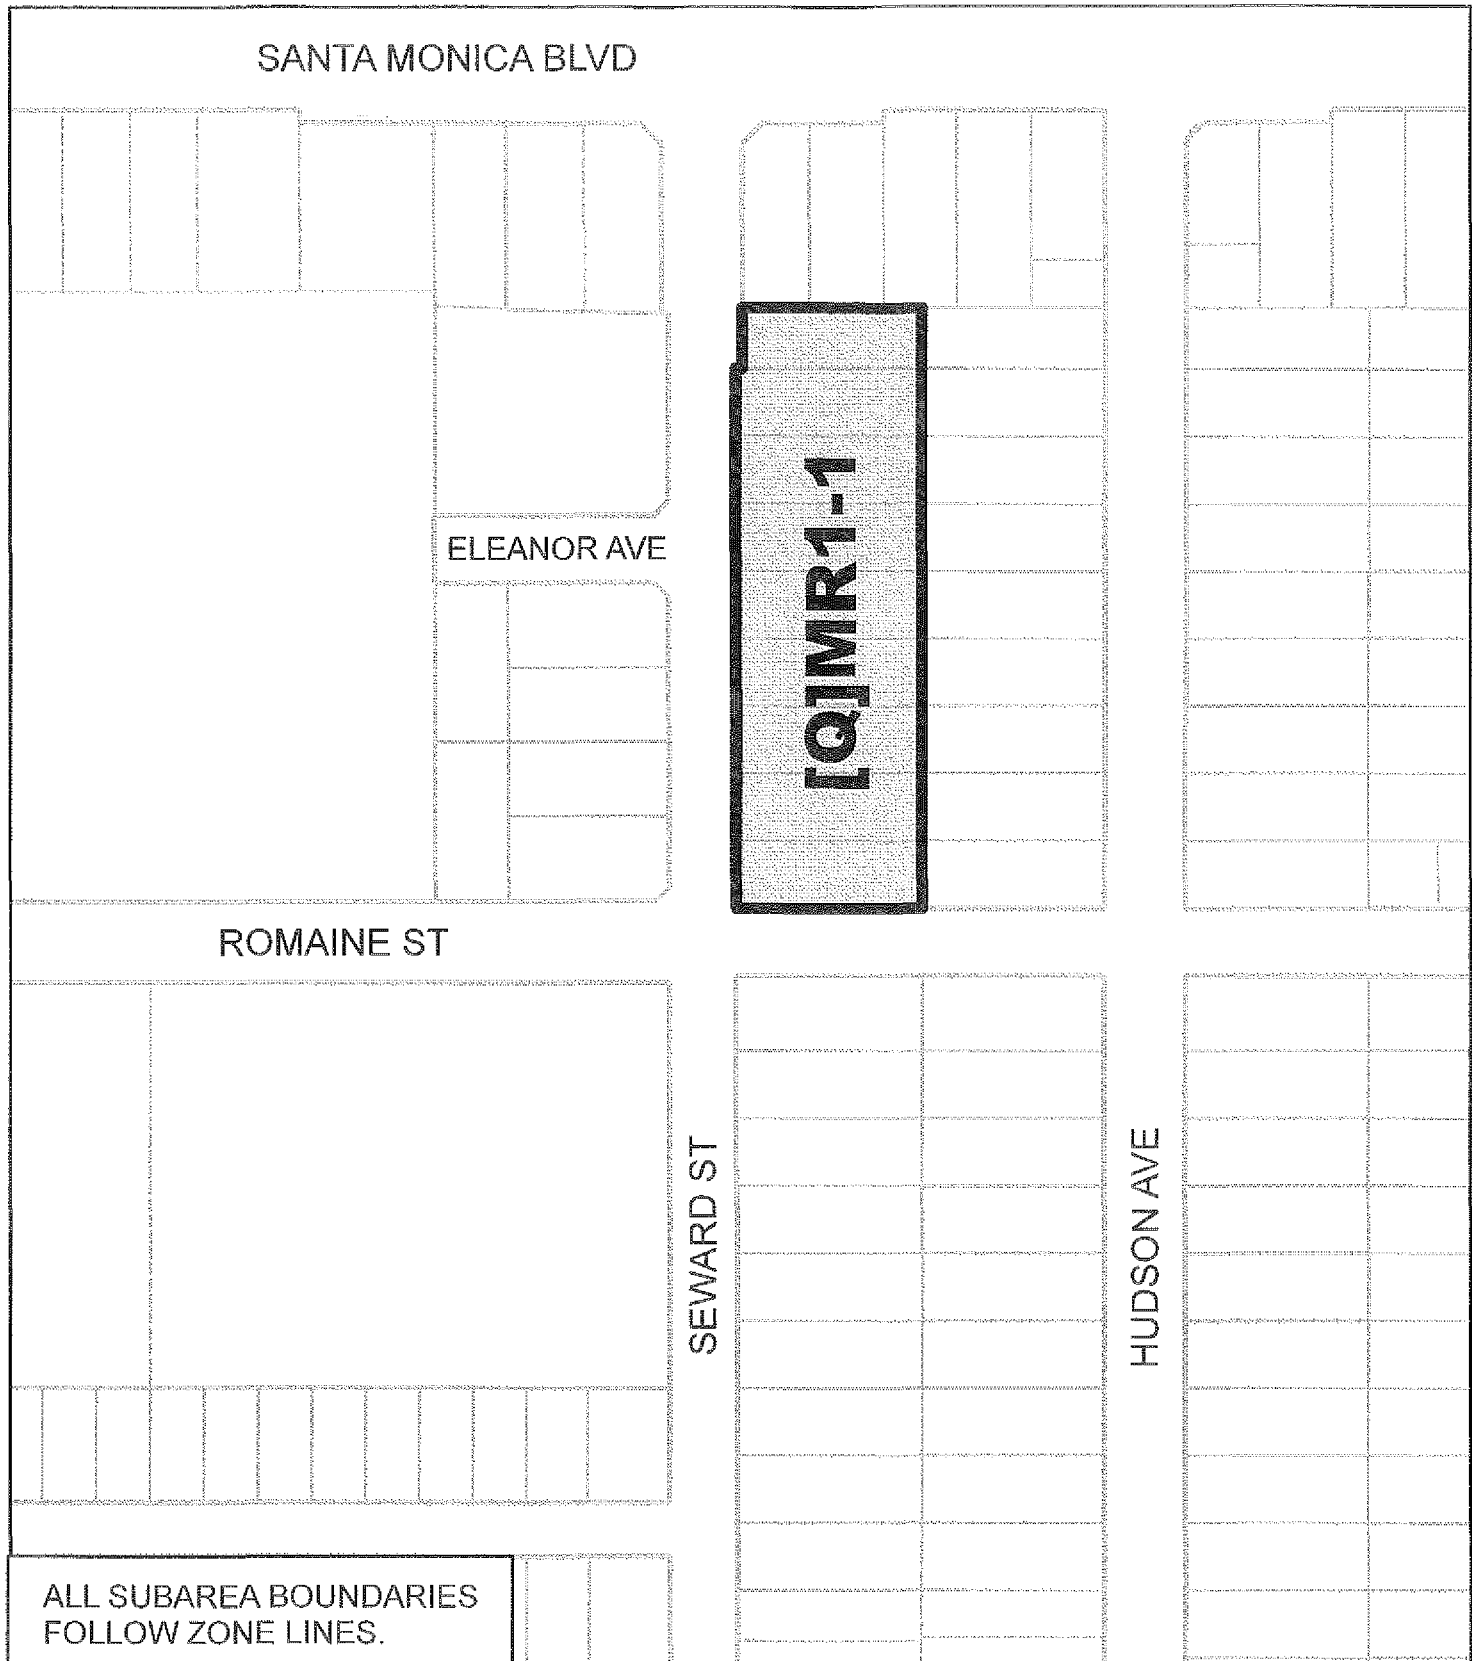 SANTA MONICA BLVD
ELEANOR AVE
[Q]MR1-1
ROMAINE ST
SEWARD ST
HUDSON AVE
ALL SUBAREA BOUNDARIES
FOLLOW ZONE LINES.